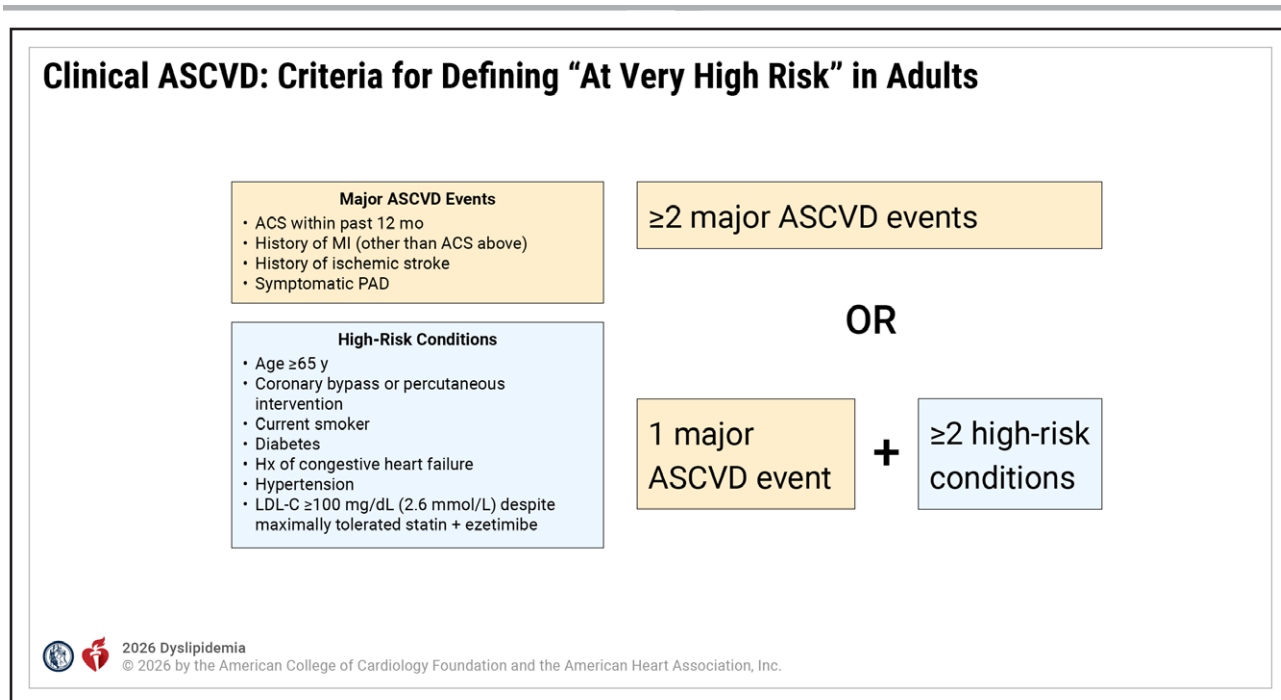 Clinical ASCVD: Criteria for Defining “At Very High Risk” in Adults
Major ASCVD Events
• ACS within past 12 mo
• History of MI (other than ACS above)
• History of ischemic stroke
• Symptomatic PAD
High-Risk Conditions
• Age ≥65 y
• Coronary bypass or percutaneous
intervention
• Current smoker
• Diabetes
• Hx of congestive heart failure
• Hypertension
• LDL-C ≥100 mg/dL (2.6 mmol/L) despite
maximally tolerated statin + ezetimibe
≥2 major ASCVD events
OR
1 major
ASCVD event
+
≥2 high-risk
conditions
2026 Dyslipidemia
© 2026 by the American College of Cardiology Foundation and the American Heart Association, Inc.